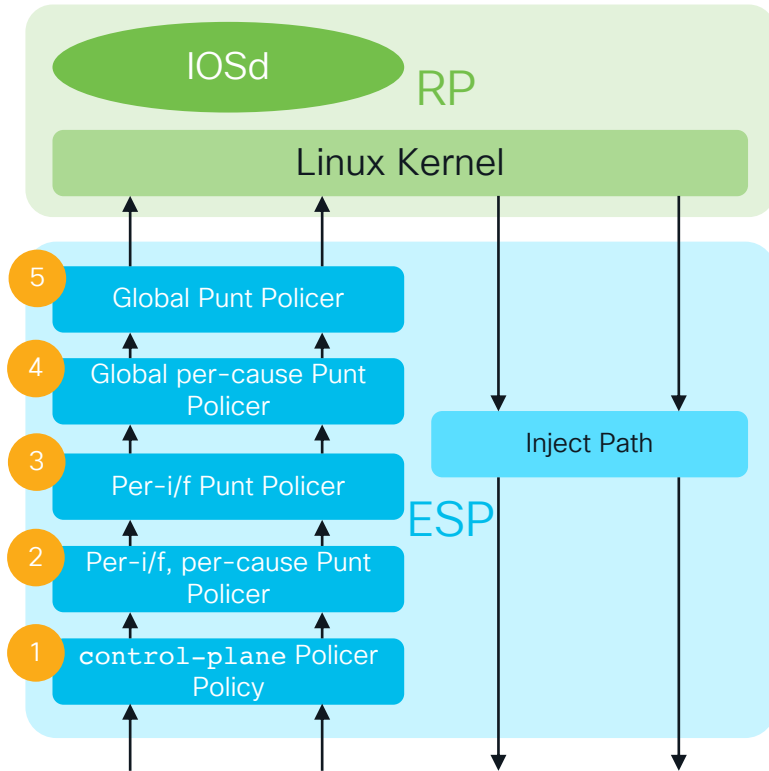 IOSd
RP
Linux Kernel
5
Global Punt Policer
4
Global per-cause Punt
Policer
Inject Path
3
Per-i/f Punt Policer
ESP
2
Per-i/f, per-cause Punt
Policer
1
control-plane Policer
Policy